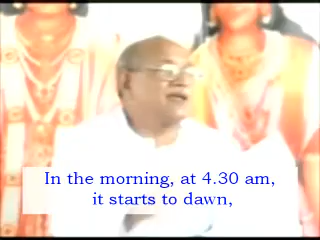 In the morning, at 4.30 am,
it starts to dawn,